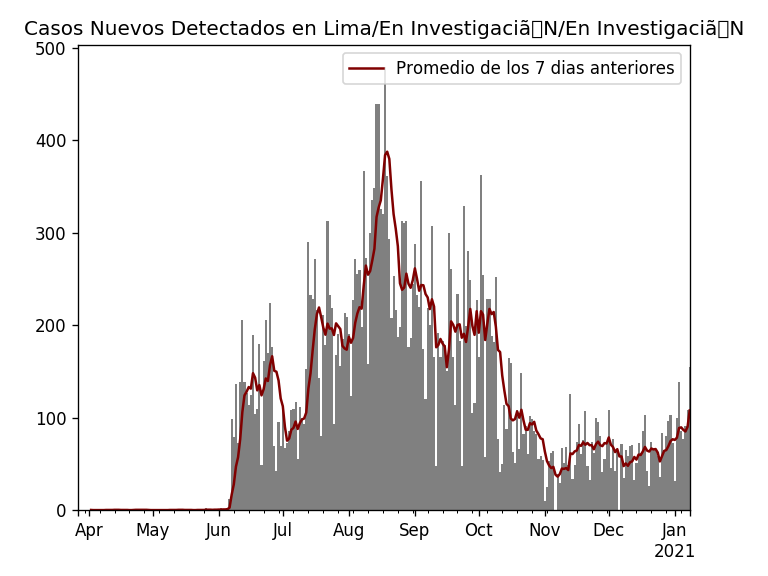 Casos Nuevos Detectados en Lima/En Investigaciã▯N/En Investigaciã▯N
Promedio de los 7 dias anteriores
500
400
300
200
100
0
Apr May Jun Jul Aug Sep Oct Nov Dec Jan
2021